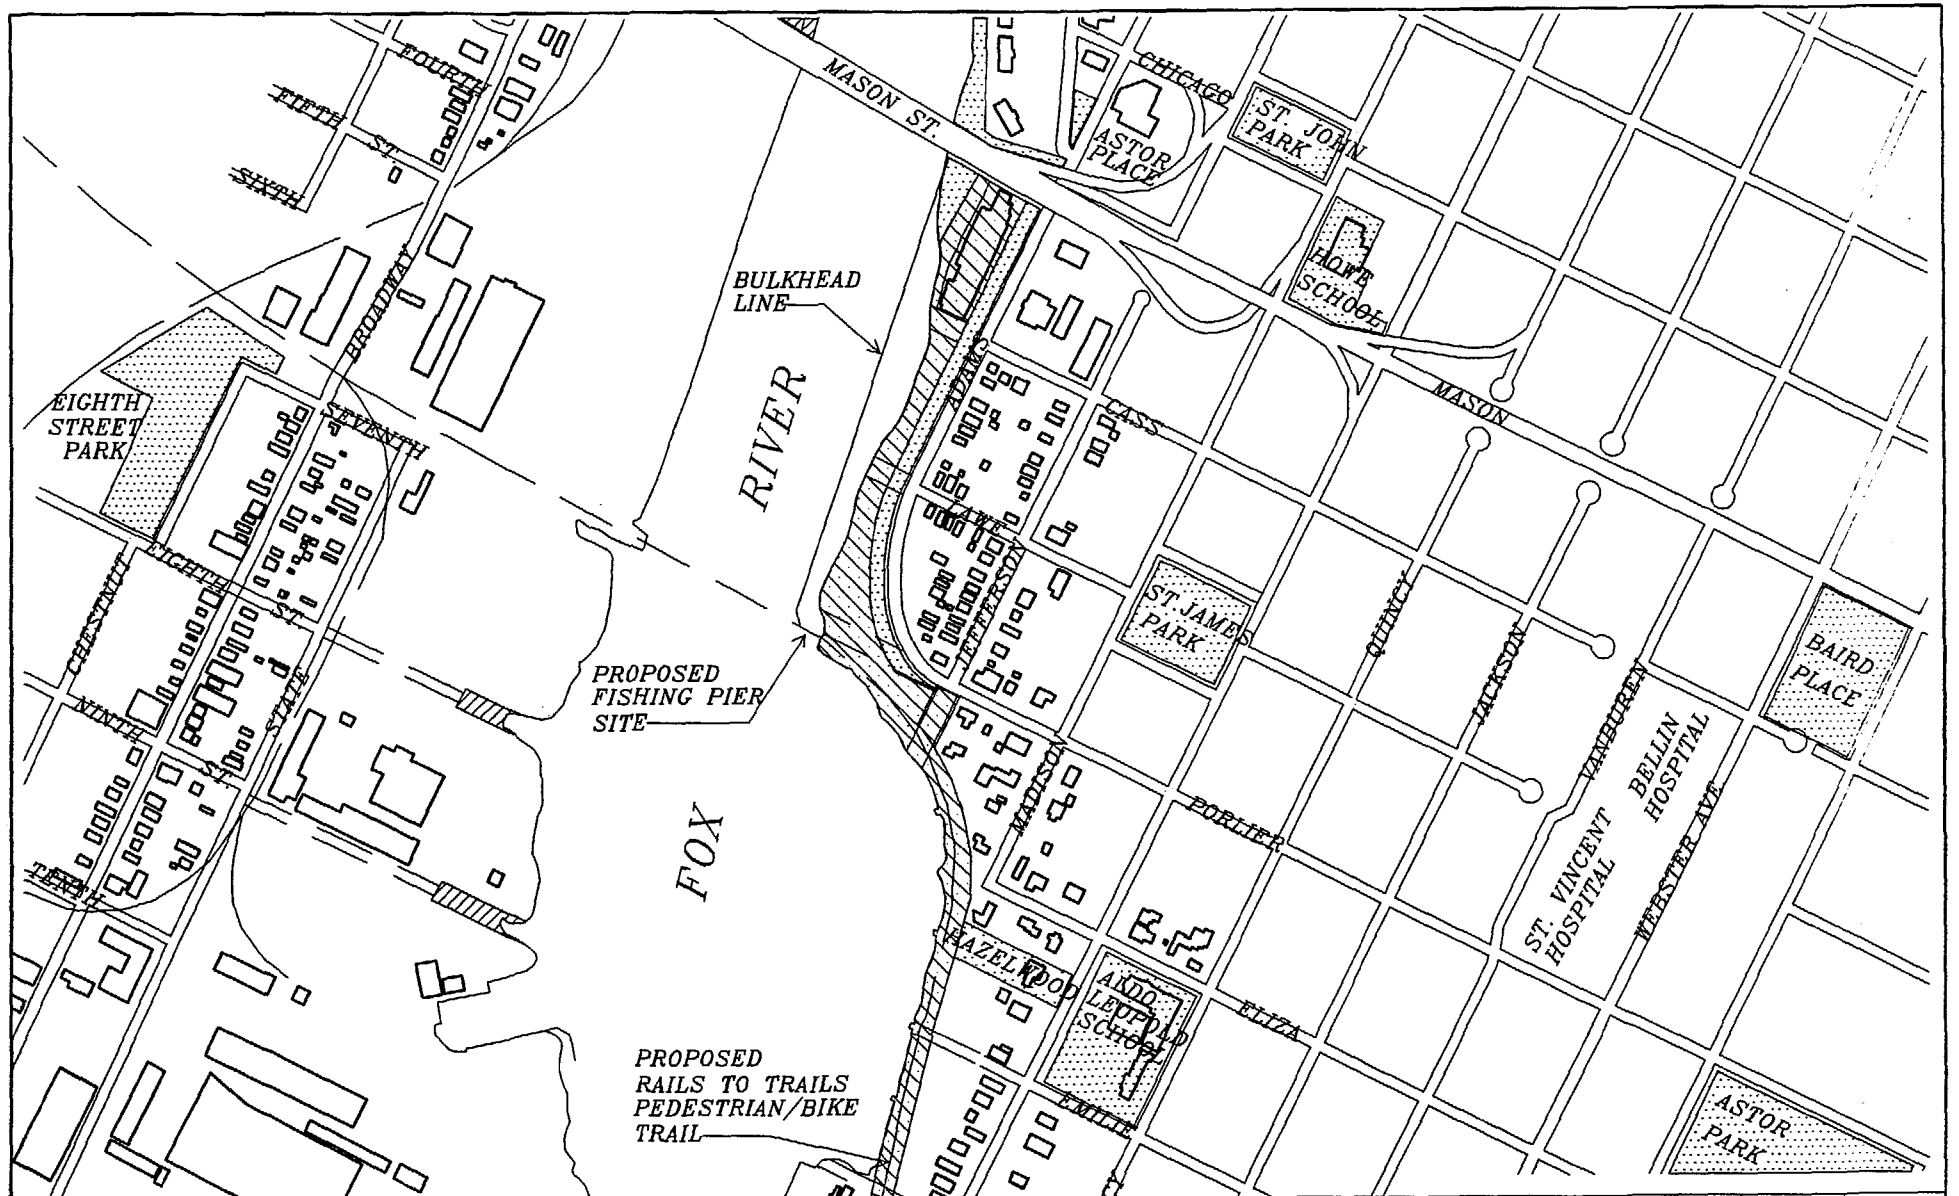 FOURTH
FIFTH ST.
SIXTH
MASON ST.
CHICAGO
ST. JOHN
PARK
ASTOR
PLACE
HOWE
SCHOOL
BROADWAY
BULKHEAD
LINE
ADAMS
MASON
EIGHTH
STREET
PARK
SEVENTH
RIVER
CASS
LAWE
EIGHTH ST.
CHESTNUT
JEFFERSON
ST. JAMES
PARK
QUINCY
JACKSON
VANBUREN
BAIRD
PLACE
BELLIN
HOSPITAL
PROPOSED
FISHING PIER
SITE
STATE
NINTH ST.
MADISON
PORLIER
WEBSTER AVE
ST. VINCENT
HOSPITAL
FOX
TENTH
HAZELWOOD
ALDO
LEOPOLD
SCHOOL
ELIZA
PROPOSED
RAILS TO TRAILS
PEDESTRIAN/BIKE
TRAIL
EMILIE
ASTOR
PARK